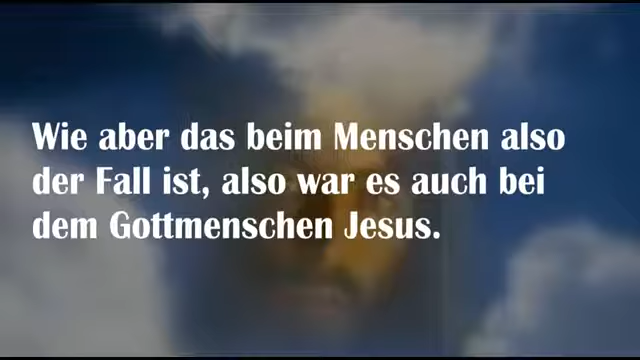 Wie aber das beim Menschen also
der Fall ist, also war es auch bei
dem Gottmenschen Jesus.